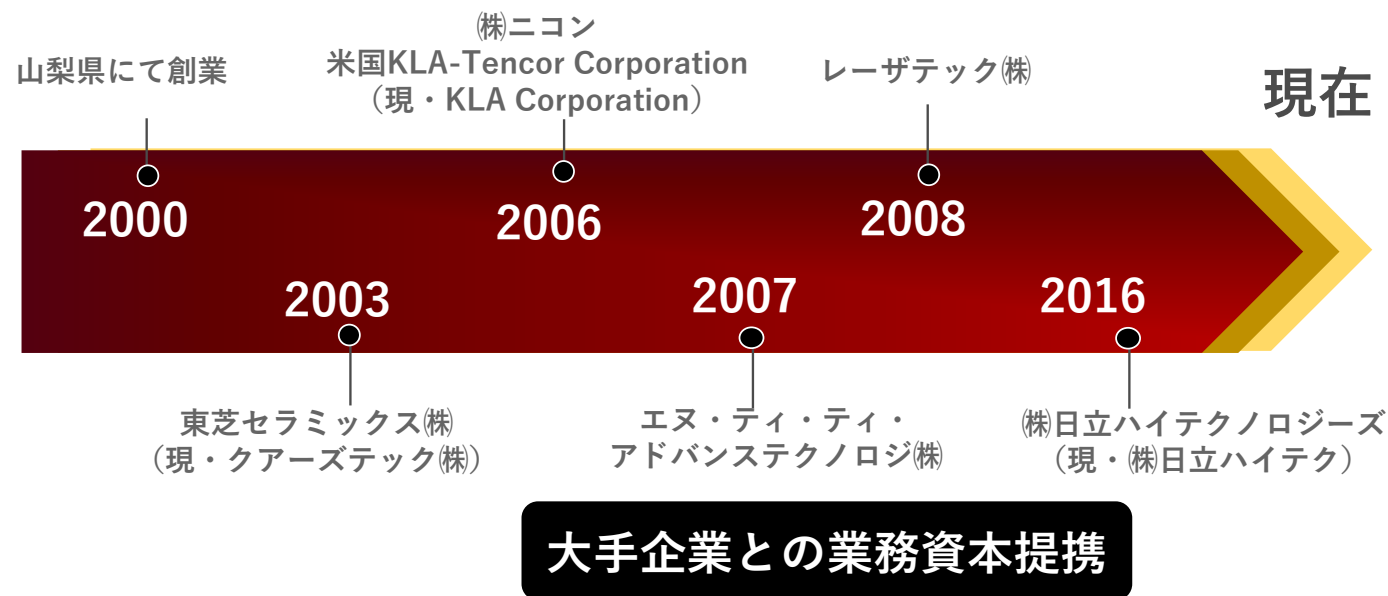 山梨県にて創業
㈱ニコン
米国KLA-Tencor Corporation
（現・KLA Corporation）
レーザテック㈱
現在
2000
2006
2008
2003
2007
2016
東芝セラミックス㈱
（現・クアーズテック㈱）
エヌ・ティ・ティ・
アドバンステクノロジ㈱
㈱日立ハイテクノロジーズ
（現・㈱日立ハイテク）
大手企業との業務資本提携